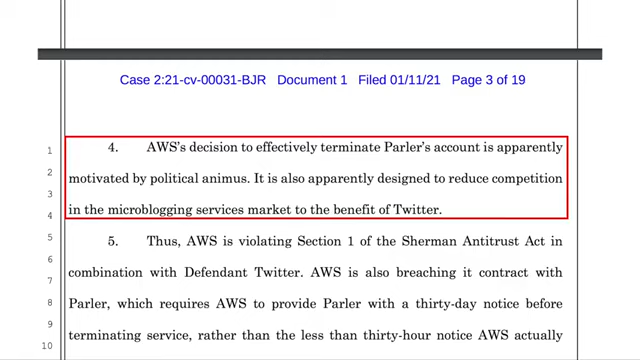 Case 2:21-cv-00031-BJR Document 1 Filed 01/11/21 Page 3 of 19
1 4. AWS’s decision to effectively terminate Parler’s account is apparently
2 motivated by political animus. It is also apparently designed to reduce competition
3
4 in the microblogging services market to the benefit of Twitter.
5 5. Thus, AWS is violating Section 1 of the Sherman Antitrust Act in
6
7 combination with Defendant Twitter. AWS is also breaching it contract with
8 Parler, which requires AWS to provide Parler with a thirty-day notice before
9
10 terminating service, rather than the less than thirty-hour notice AWS actually